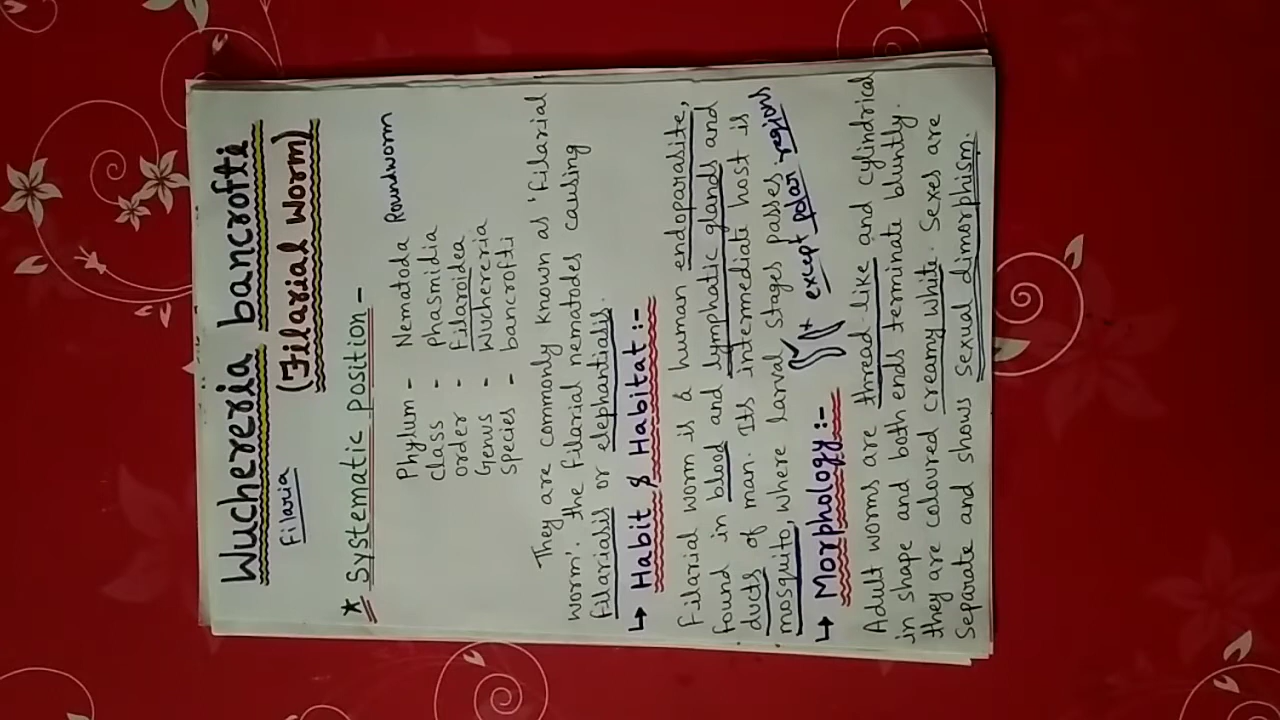 Wuchereria bancrofti
Filaria
(Filarial worm)
* Systematic position -
Phylum - Nematoda Roundworm
class - phasmidia
order - filaroidea
Genus - Wuchereria
species - bancrofti
They are commonly known as 'Filarial
worm'. the filarial nematodes causing
filariasis or elephantiasis.
↳ Habit & Habitat :-
Filarial worm is a human endoparasite,
found in blood and lymphatic glands and
ducts of man. Its intermediate host is
mosquito, where larval stages passes.
except polar regions
↳ Morphology :-
Adult worms are thread like and cylindrical
in shape and both ends terminate bluntly.
they are coloured creamy white. Sexes are
separate and shows sexual dimorphism.